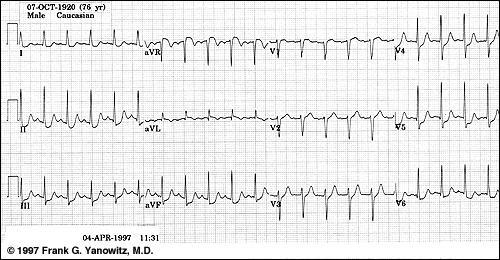 07-OCT-1920 (76 yr)
Male Caucasian
I aVR V1 V4
II aVL V2 V5
III aVF V3 V6
04-APR-1997 11:31
© 1997 Frank G. Yanowitz, M.D.